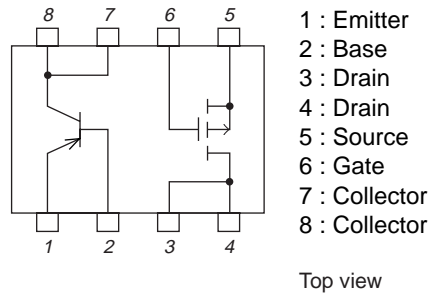 8 7 6 5
1 2 3 4
1 : Emitter
2 : Base
3 : Drain
4 : Drain
5 : Source
6 : Gate
7 : Collector
8 : Collector
Top view